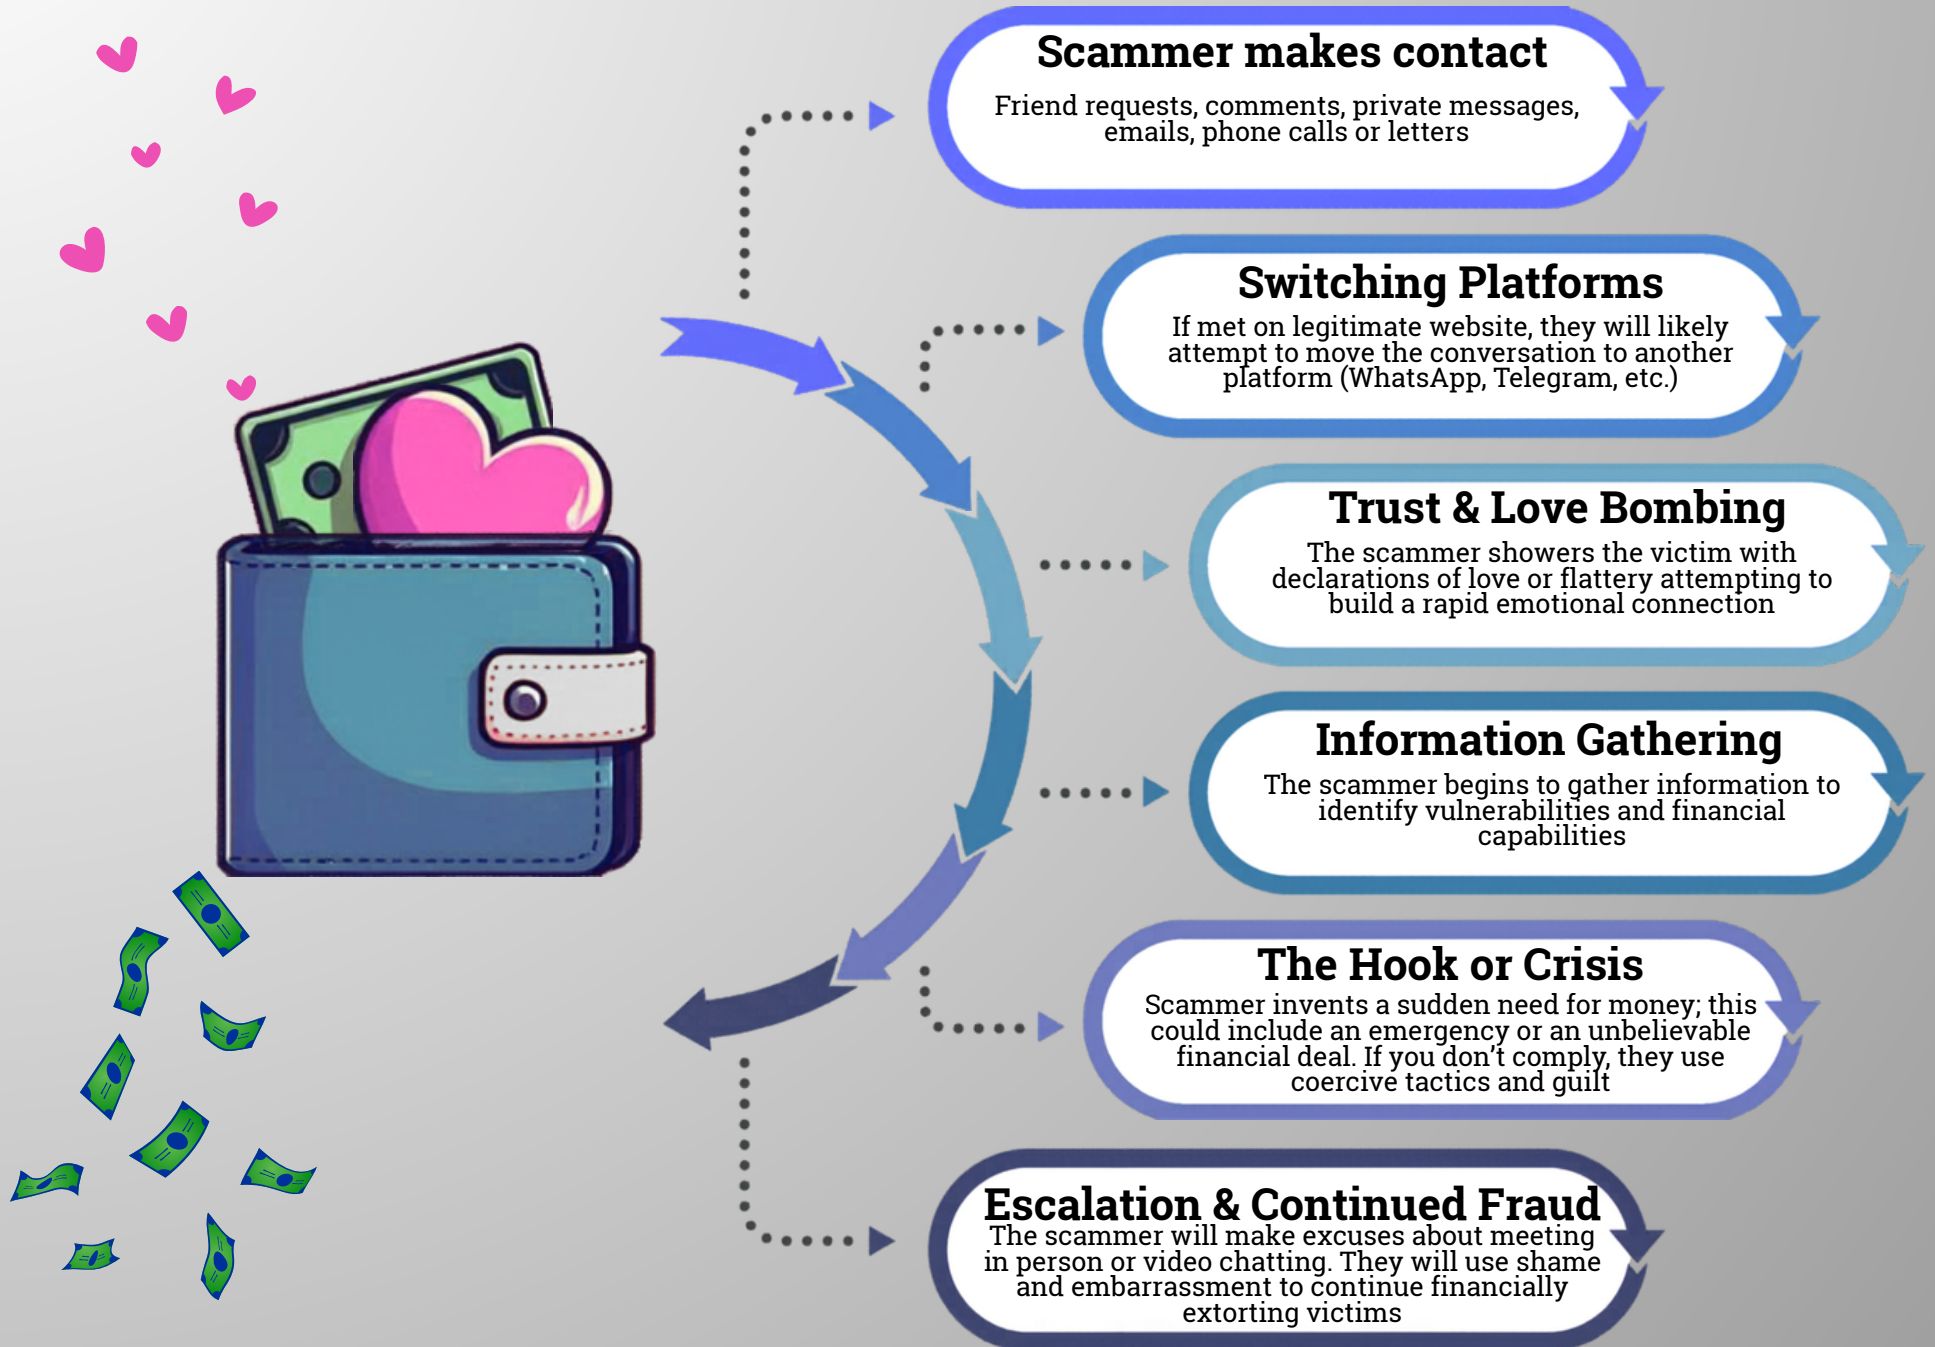 Scammer makes contact
Friend requests, comments, private messages,
emails, phone calls or letters
Switching Platforms
If met on legitimate website, they will likely
attempt to move the conversation to another
platform (WhatsApp, Telegram, etc.)
Trust & Love Bombing
The scammer showers the victim with
declarations of love or flattery attempting to
build a rapid emotional connection
Information Gathering
The scammer begins to gather information to
identify vulnerabilities and financial
capabilities
The Hook or Crisis
Scammer invents a sudden need for money; this
could include an emergency or an unbelievable
financial deal. If you don’t comply, they use
coercive tactics and guilt
Escalation & Continued Fraud
The scammer will make excuses about meeting
in person or video chatting. They will use shame
and embarrassment to continue financially
extorting victims